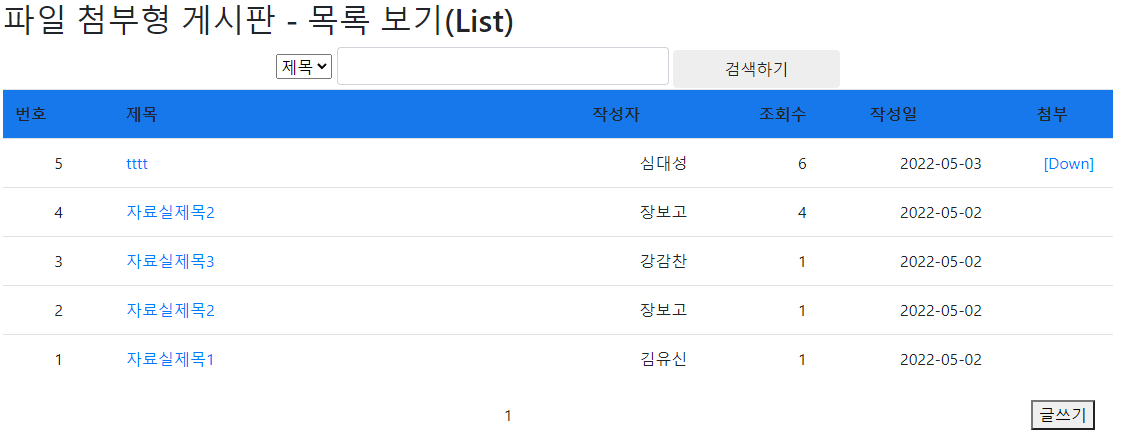 파일 첨부형 게시판 - 목록 보기(List)
제목 검색하기
번호 제목 작성자 조회수 작성일 첨부
5 tttt 심대성 6 2022-05-03 [Down]
4 자료실제목2 장보고 4 2022-05-02
3 자료실제목3 강감찬 1 2022-05-02
2 자료실제목2 장보고 1 2022-05-02
1 자료실제목1 김유신 1 2022-05-02
1 글쓰기